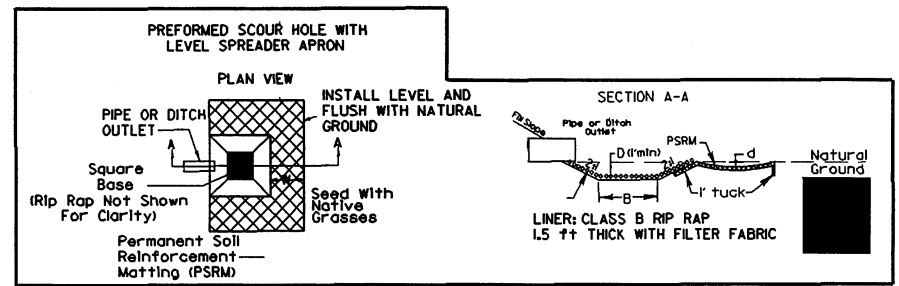 PREFORMED SCOUR HOLE WITH
LEVEL SPREADER APRON
PLAN VIEW
PIPE OR DITCH
OUTLET
INSTALL LEVEL AND
FLUSH WITH NATURAL
GROUND
A
A
Square
Base
(Rip Rap Not Shown
For Clarity)
Seed with
Native
Grasses
Permanent Soil
Reinforcement
Matting (PSRM)
SECTION A-A
Fill Slope
Pipe or Ditch
Outlet
D (1'min)
PSRM
d
Natural
Ground
B
1' tuck
LINER: CLASS B RIP RAP
1.5 ft THICK WITH FILTER FABRIC